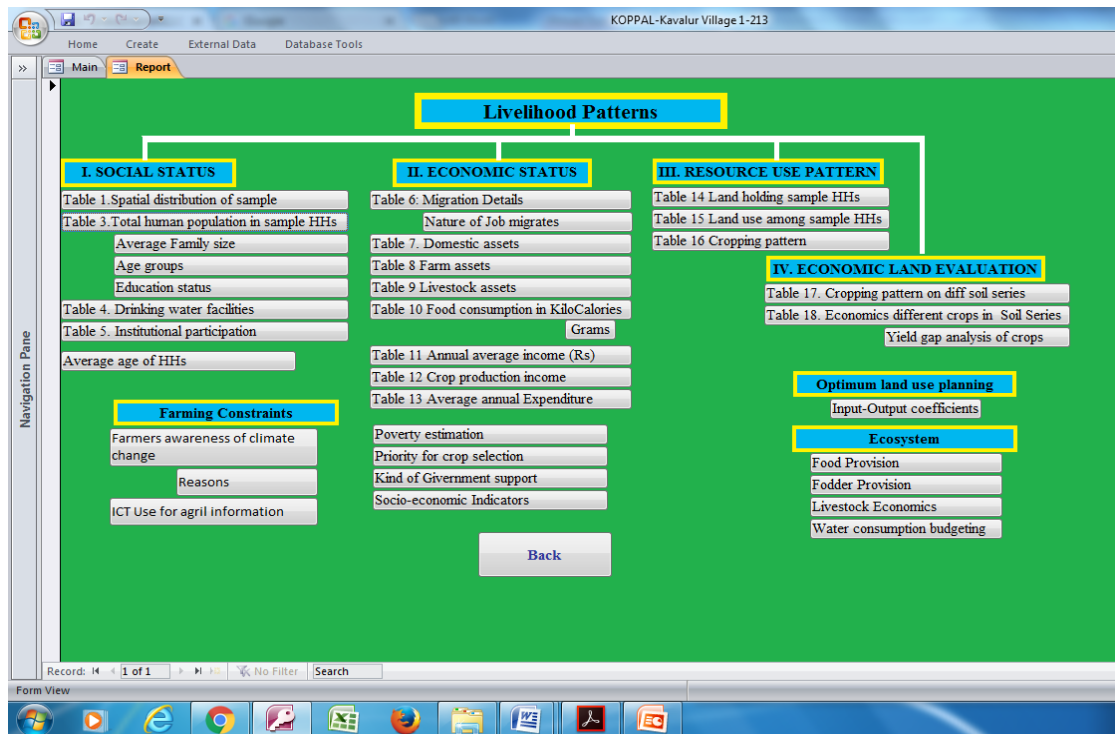 KOPPAL-Kavalur Village 1-213
Home Create External Data Database Tools
Main Report
Livelihood Patterns
I. SOCIAL STATUS
Table 1.Spatial distribution of sample
Table 3.Total human population in sample HHs
Average Family size
Age groups
Education status
Table 4. Drinking water facilities
Table 5. Institutional participation
Average age of HHs
Farming Constraints
Farmers awareness of climate
change
Reasons
ICT Use for agril information
II. ECONOMIC STATUS
Table 6: Migration Details
Nature of Job migrates
Table 7. Domestic assets
Table 8 Farm assets
Table 9 Livestock assets
Table 10 Food consumption in KiloCalories
Grams
Table 11 Annual average income (Rs)
Table 12 Crop production income
Table 13 Average annual Expenditure
Poverty estimation
Priority for crop selection
Kind of Givernment support
Socio-economic Indicators
Back
III. RESOURCE USE PATTERN
Table 14 Land holding sample HHs
Table 15 Land use among sample HHs
Table 16 Cropping pattern
IV. ECONOMIC LAND EVALUATION
Table 17. Cropping pattern on diff soil series
Table 18. Economics different crops in Soil Series
Yield gap analysis of crops
Optimum land use planning
Input-Output coefficients
Ecosystem
Food Provision
Fodder Provision
Livestock Economics
Water consumption budgeting
Navigation Pane
Record: 1 of 1 No Filter Search
Form View